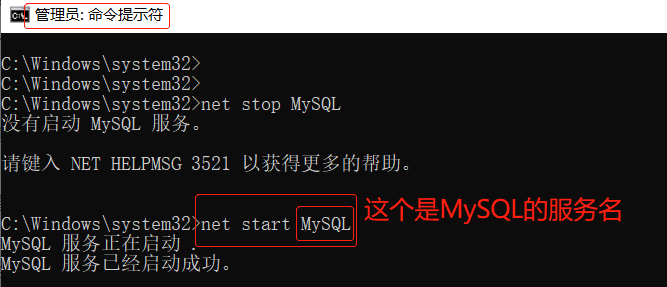 管理员: 命令提示符
C:\Windows\system32>
C:\Windows\system32>
C:\Windows\system32>net stop MySQL
没有启动 MySQL 服务。
请键入 NET HELPMSG 3521 以获得更多的帮助。
C:\Windows\system32>net start MySQL
这个是MySQL的服务名
MySQL 服务正在启动 .
MySQL 服务已经启动成功。